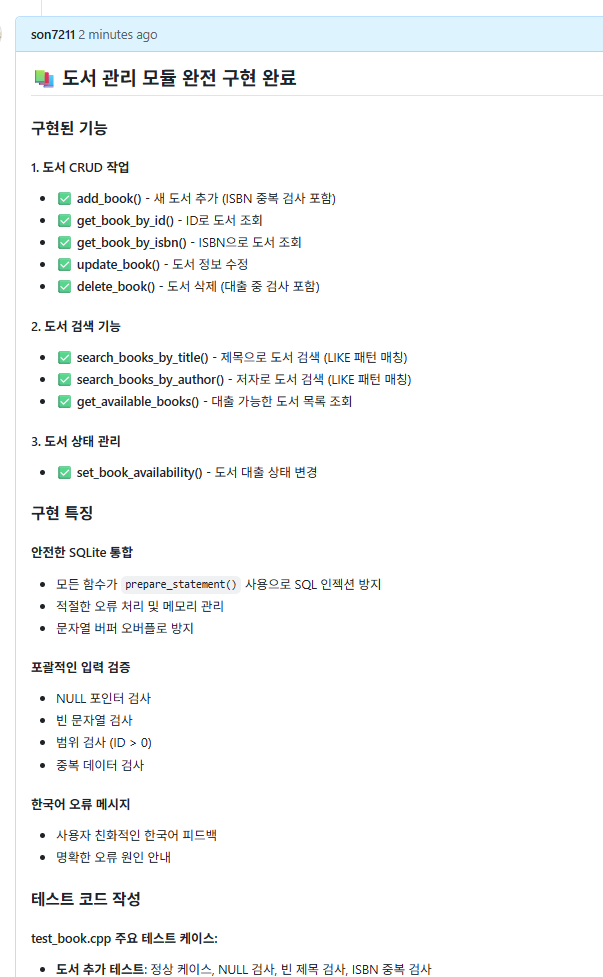 son7211 2 minutes ago
📚 도서 관리 모듈 완전 구현 완료
구현된 기능
1. 도서 CRUD 작업
• ✅ add_book() - 새 도서 추가 (ISBN 중복 검사 포함)
• ✅ get_book_by_id() - ID로 도서 조회
• ✅ get_book_by_isbn() - ISBN으로 도서 조회
• ✅ update_book() - 도서 정보 수정
• ✅ delete_book() - 도서 삭제 (대출 중 검사 포함)
2. 도서 검색 기능
• ✅ search_books_by_title() - 제목으로 도서 검색 (LIKE 패턴 매칭)
• ✅ search_books_by_author() - 저자로 도서 검색 (LIKE 패턴 매칭)
• ✅ get_available_books() - 대출 가능한 도서 목록 조회
3. 도서 상태 관리
• ✅ set_book_availability() - 도서 대출 상태 변경
구현 특징
안전한 SQLite 통합
• 모든 함수가 prepare_statement() 사용으로 SQL 인젝션 방지
• 적절한 오류 처리 및 메모리 관리
• 문자열 버퍼 오버플로 방지
포괄적인 입력 검증
• NULL 포인터 검사
• 빈 문자열 검사
• 범위 검사 (ID > 0)
• 중복 데이터 검사
한국어 오류 메시지
• 사용자 친화적인 한국어 피드백
• 명확한 오류 원인 안내
테스트 코드 작성
test_book.cpp 주요 테스트 케이스:
• 도서 추가 테스트: 정상 케이스, NULL 검사, 빈 제목 검사, ISBN 중복 검사